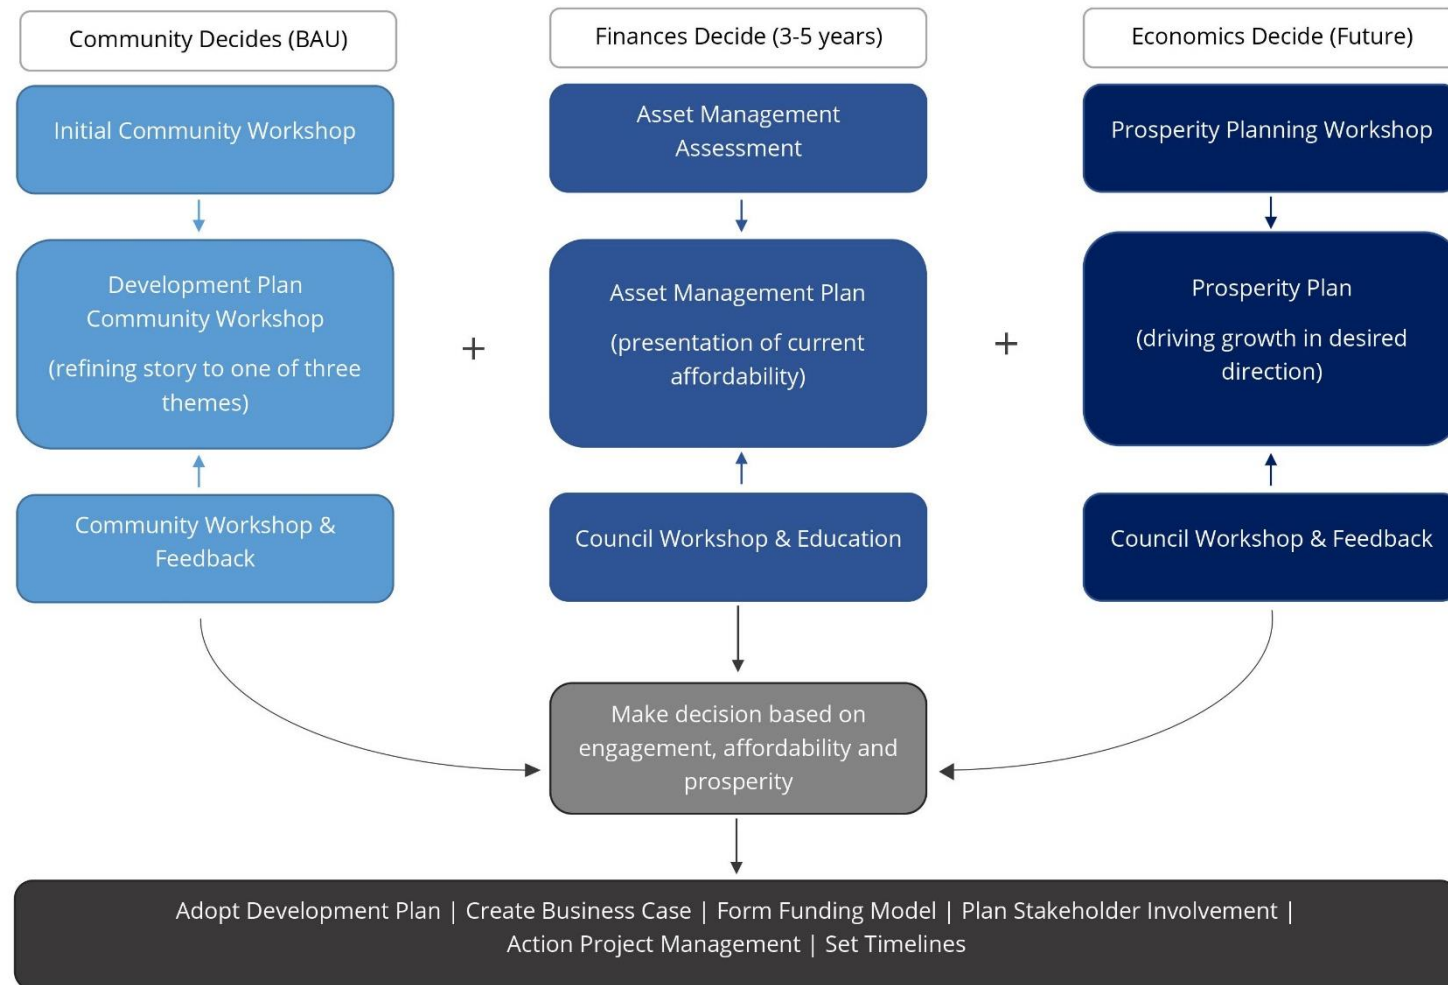 Community Decides (BAU)
Finances Decide (3-5 years)
Economics Decide (Future)
Initial Community Workshop
Asset Management
Assessment
Prosperity Planning Workshop
Development Plan
Community Workshop
(refining story to one of three
themes)
+
Asset Management Plan
(presentation of current
affordability)
+
Prosperity Plan
(driving growth in desired
direction)
Community Workshop &
Feedback
Council Workshop & Education
Council Workshop & Feedback
Make decision based on
engagement, affordability and
prosperity
Adopt Development Plan | Create Business Case | Form Funding Model | Plan Stakeholder Involvement |
Action Project Management | Set Timelines